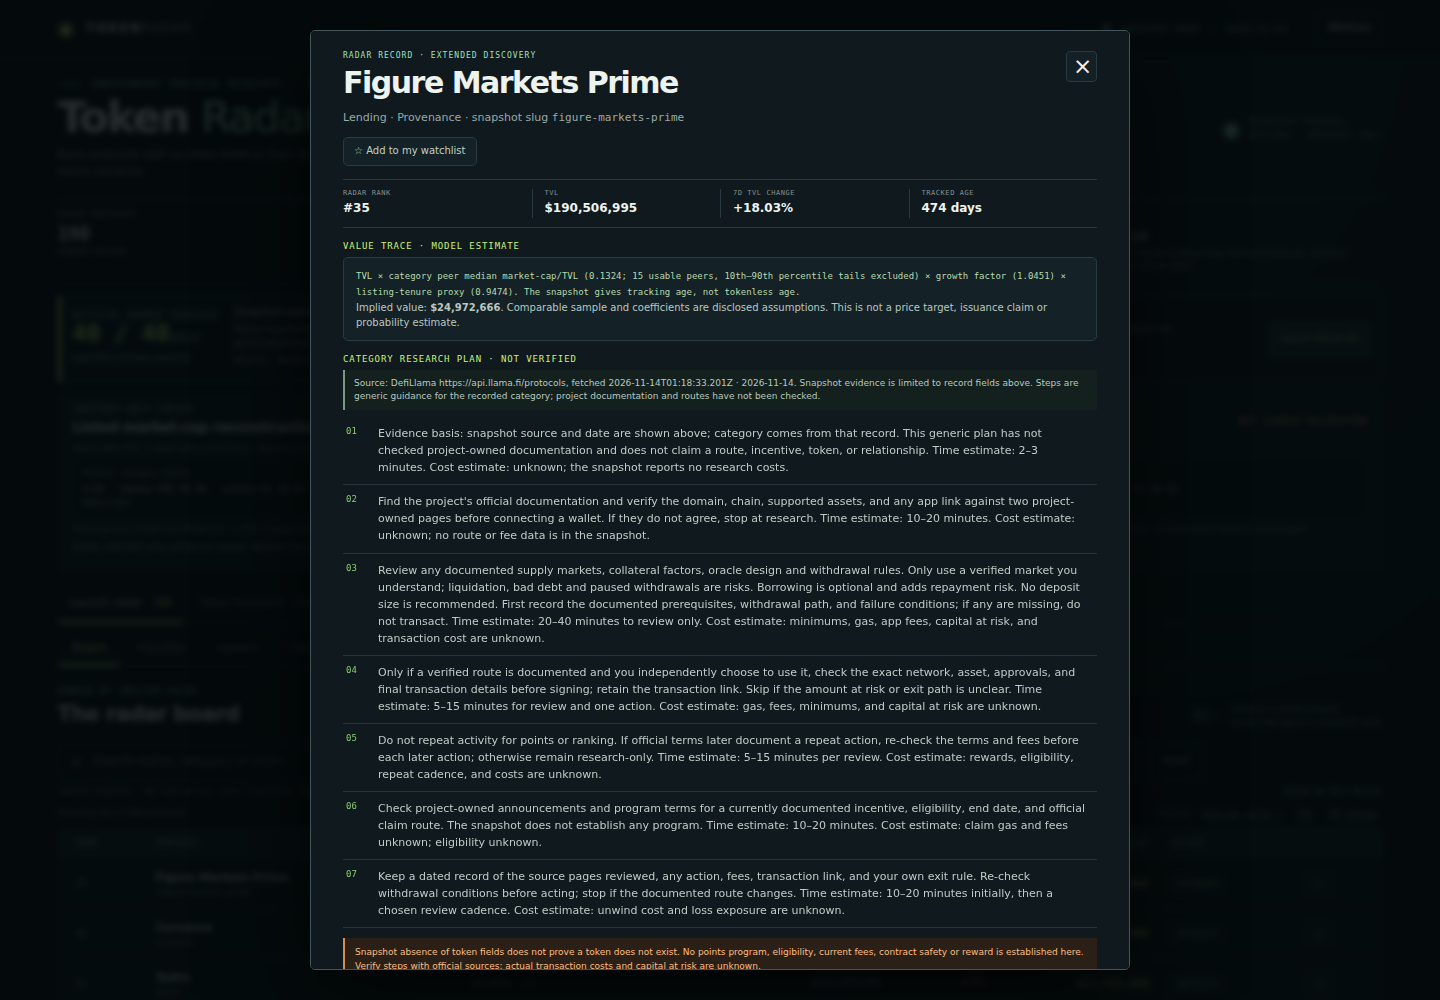 RADAR RECORD · EXTENDED DISCOVERY
Figure Markets Prime
×
Lending · Provenance · snapshot slug figure-markets-prime
☆ Add to my watchlist
RADAR RANK
#35
TVL
$190,506,995
7D TVL CHANGE
+18.03%
TRACKED AGE
474 days
VALUE TRACE · MODEL ESTIMATE
TVL × category peer median market-cap/TVL (0.1324; 15 usable peers, 10th–90th percentile tails excluded) × growth factor (1.0451) ×
listing-tenure proxy (0.9474). The snapshot gives tracking age, not tokenless age.
Implied value: $24,972,666. Comparable sample and coefficients are disclosed assumptions. This is not a price target, issuance claim or
probability estimate.
CATEGORY RESEARCH PLAN · NOT VERIFIED
Source: DefiLlama https://api.llama.fi/protocols, fetched 2026-11-14T01:18:33.201Z · 2026-11-14. Snapshot evidence is limited to record fields above. Steps are
generic guidance for the recorded category; project documentation and routes have not been checked.
01 Evidence basis: snapshot source and date are shown above; category comes from that record. This generic plan has not
checked project-owned documentation and does not claim a route, incentive, token, or relationship. Time estimate: 2–3
minutes. Cost estimate: unknown; the snapshot reports no research costs.
02 Find the project's official documentation and verify the domain, chain, supported assets, and any app link against two project-
owned pages before connecting a wallet. If they do not agree, stop at research. Time estimate: 10–20 minutes. Cost estimate:
unknown; no route or fee data is in the snapshot.
03 Review any documented supply markets, collateral factors, oracle design and withdrawal rules. Only use a verified market you
understand; liquidation, bad debt and paused withdrawals are risks. Borrowing is optional and adds repayment risk. No deposit
size is recommended. First record the documented prerequisites, withdrawal path, and failure conditions; if any are missing, do
not transact. Time estimate: 20–40 minutes to review only. Cost estimate: minimums, gas, app fees, capital at risk, and
transaction cost are unknown.
04 Only if a verified route is documented and you independently choose to use it, check the exact network, asset, approvals, and
final transaction details before signing; retain the transaction link. Skip if the amount at risk or exit path is unclear. Time
estimate: 5–15 minutes for review and one action. Cost estimate: gas, fees, minimums, and capital at risk are unknown.
05 Do not repeat activity for points or ranking. If official terms later document a repeat action, re-check the terms and fees before
each later action; otherwise remain research-only. Time estimate: 5–15 minutes per review. Cost estimate: rewards, eligibility,
repeat cadence, and costs are unknown.
06 Check project-owned announcements and program terms for a currently documented incentive, eligibility, end date, and official
claim route. The snapshot does not establish any program. Time estimate: 10–20 minutes. Cost estimate: claim gas and fees
unknown; eligibility unknown.
07 Keep a dated record of the source pages reviewed, any action, fees, transaction link, and your own exit rule. Re-check
withdrawal conditions before acting; stop if the documented route changes. Time estimate: 10–20 minutes initially, then a
chosen review cadence. Cost estimate: unwind cost and loss exposure are unknown.
Snapshot absence of token fields does not prove a token does not exist. No points program, eligibility, current fees, contract safety or reward is established here.
Verify steps with official sources; actual transaction costs and capital at risk are unknown.
Token Radar
The radar board